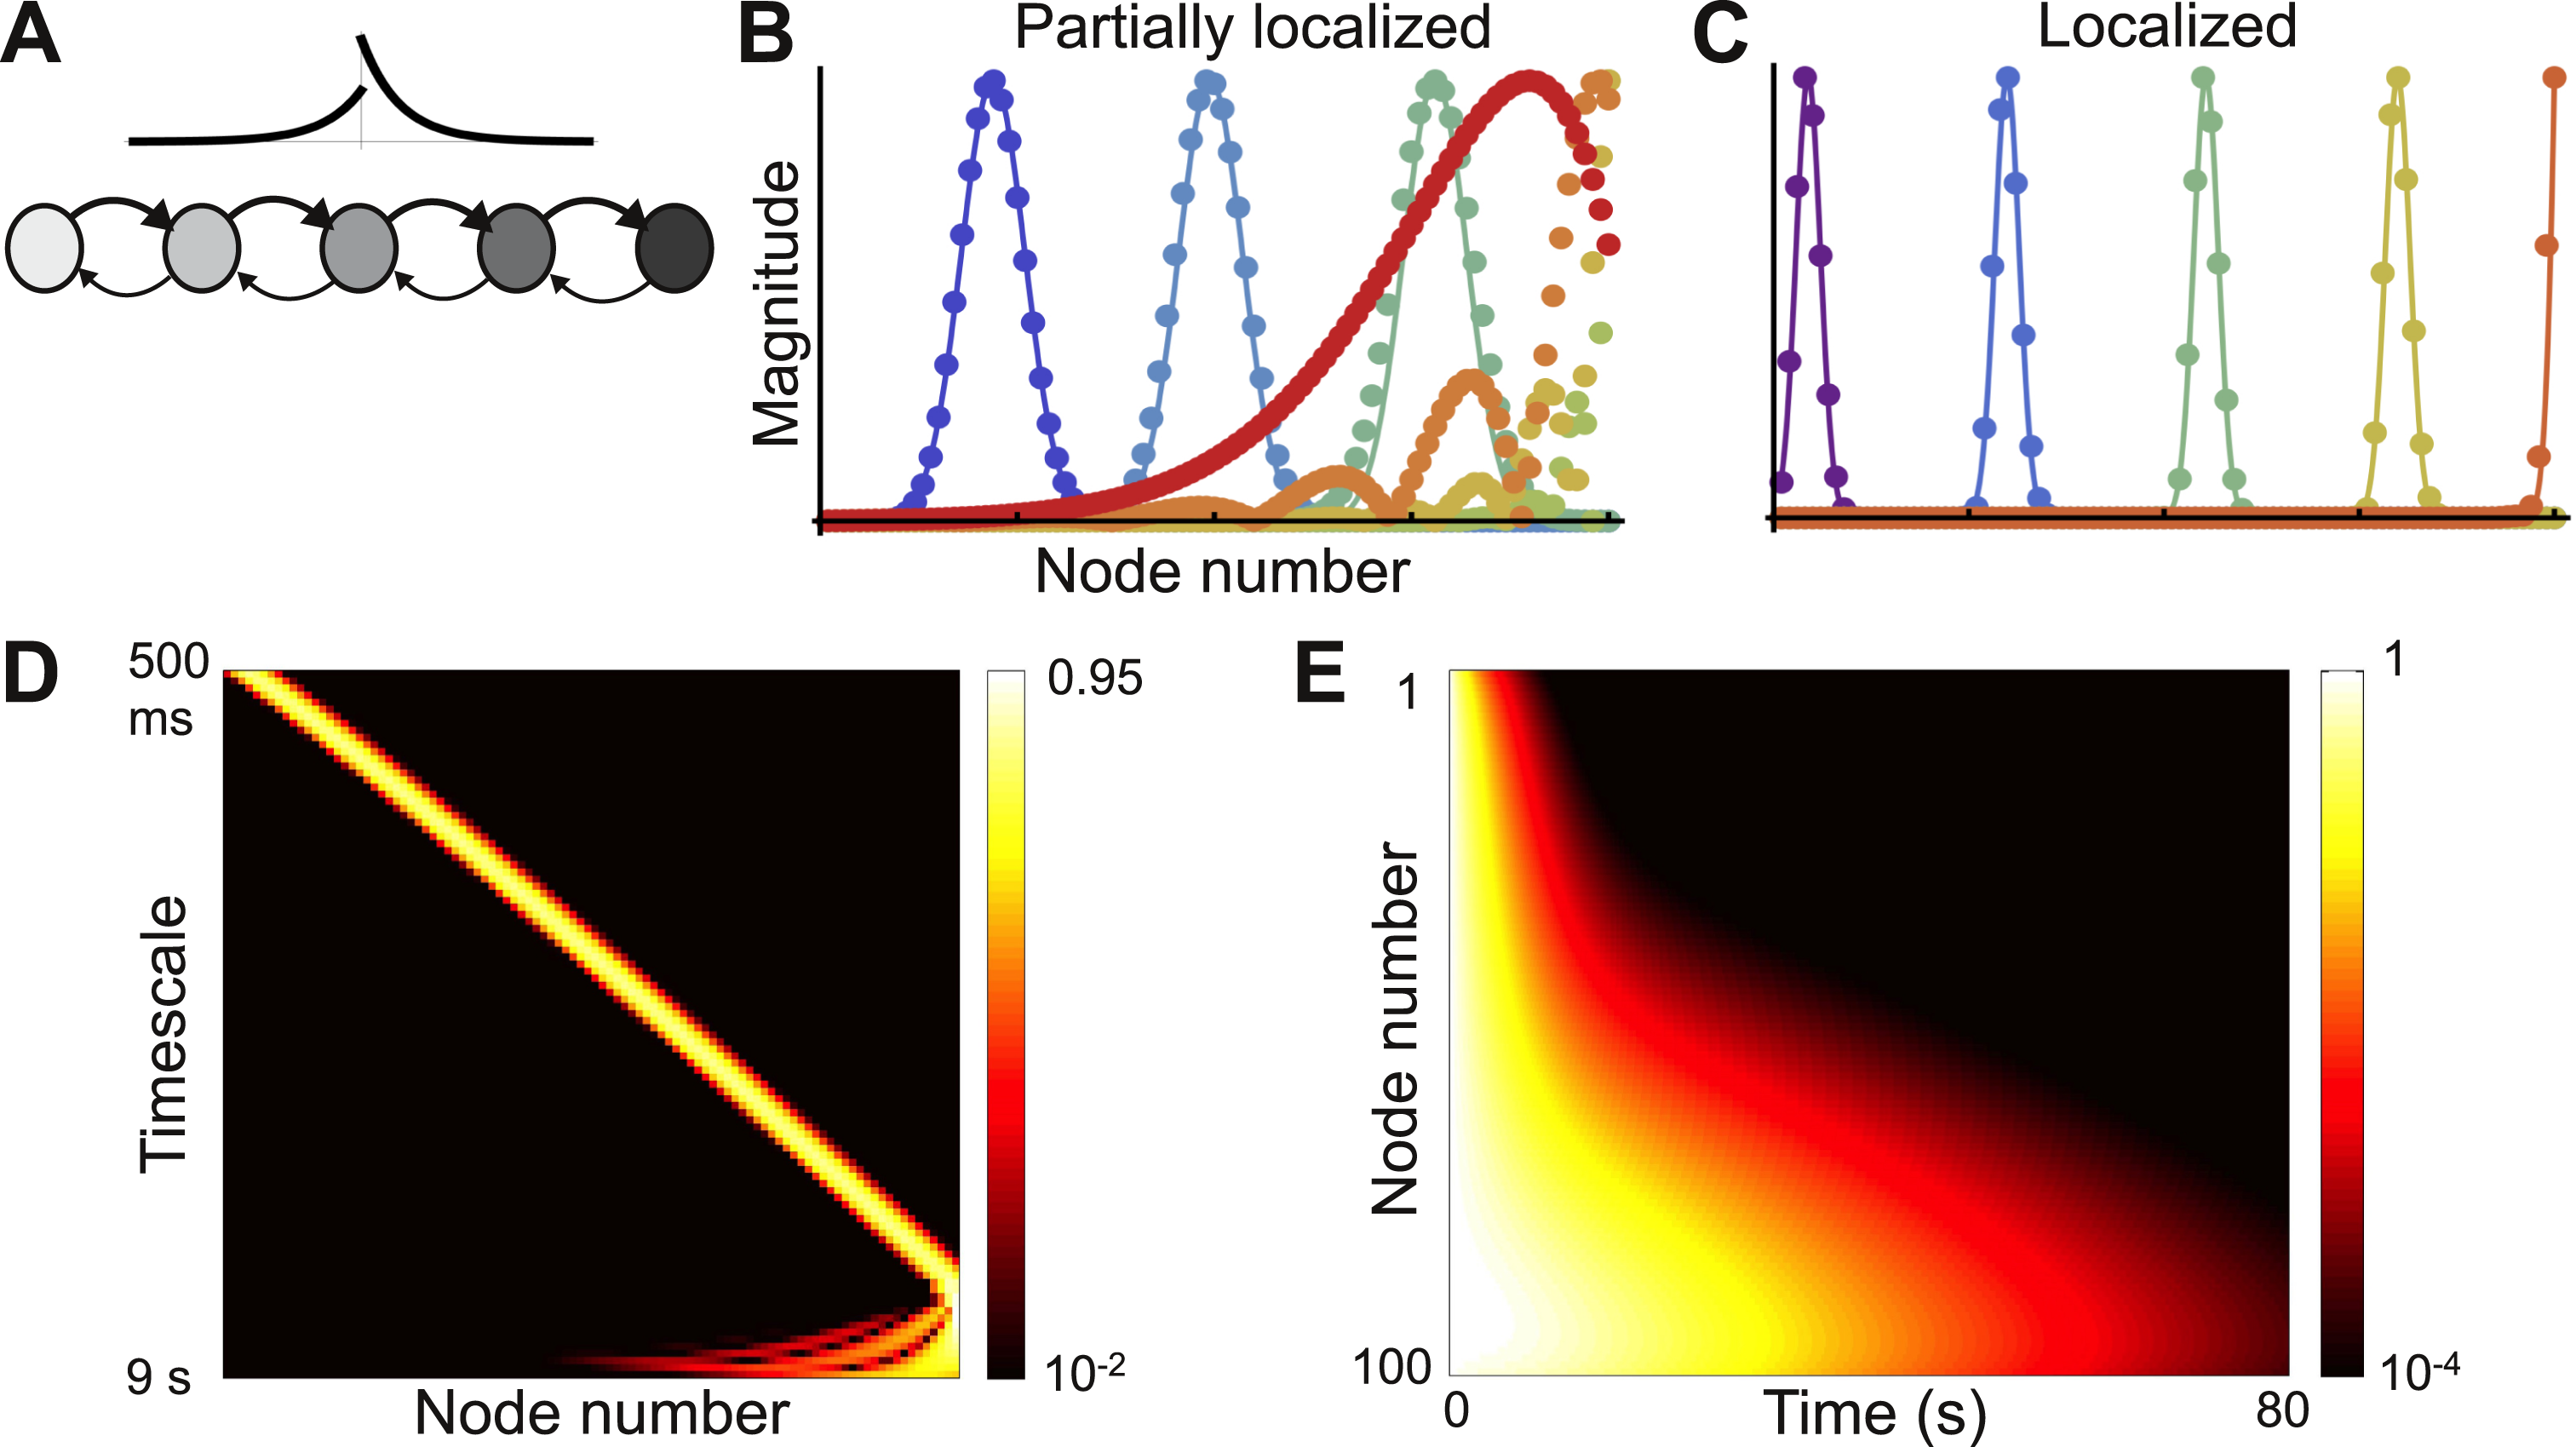 A
B
Partially localized
Magnitude
Node number
C
Localized
D
500
ms
Timescale
9 s
Node number
0.95
10-2
E
1
Node number
100
0
Time (s)
80
1
10-4